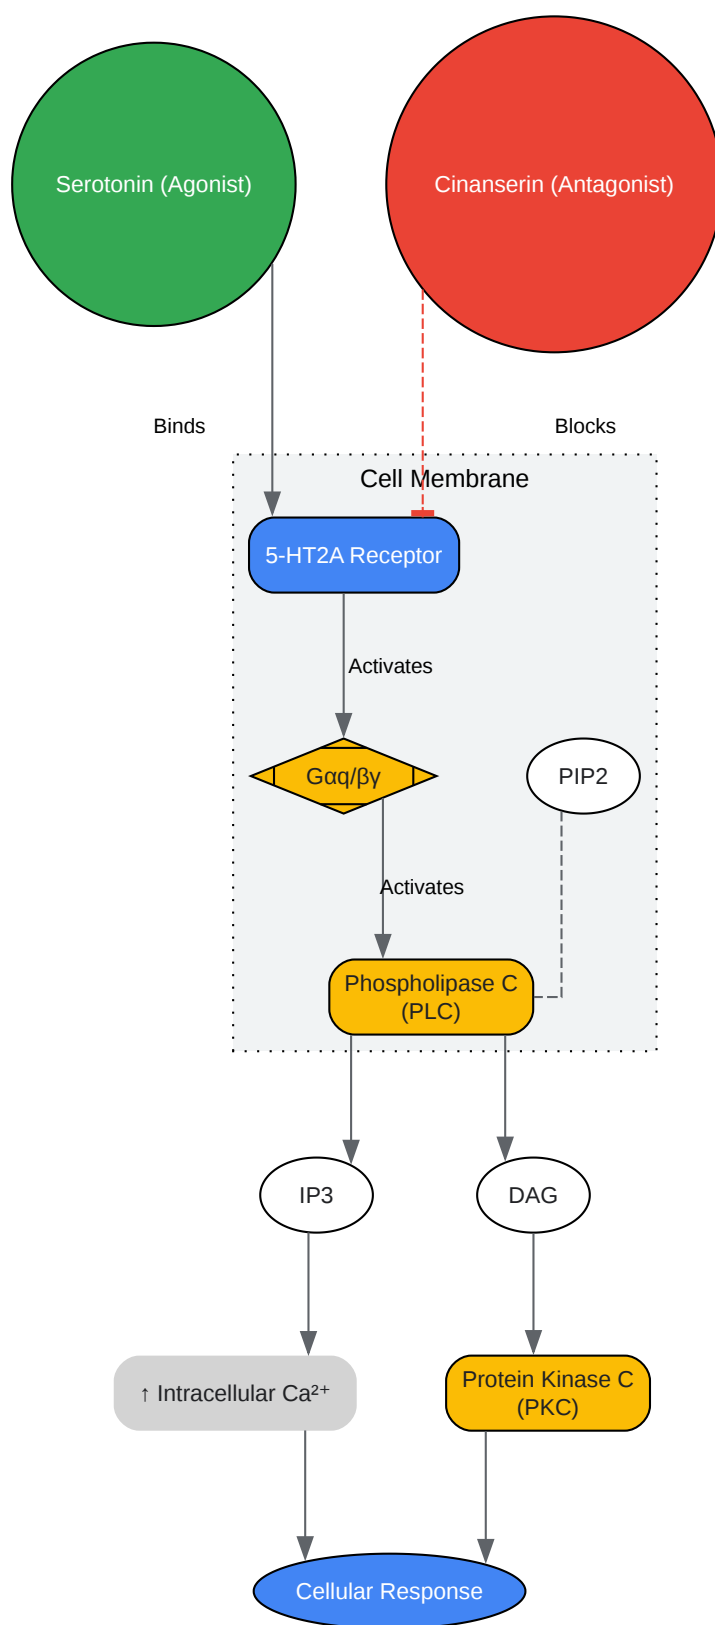 Serotonin (Agonist)
Cinanserin (Antagonist)
Binds
Blocks
Cell Membrane
5-HT2A Receptor
Activates
Gαq/βγ
PIP2
Activates
Phospholipase C
(PLC)
IP3
DAG
↑ Intracellular Ca²⁺
Protein Kinase C
(PKC)
Cellular Response